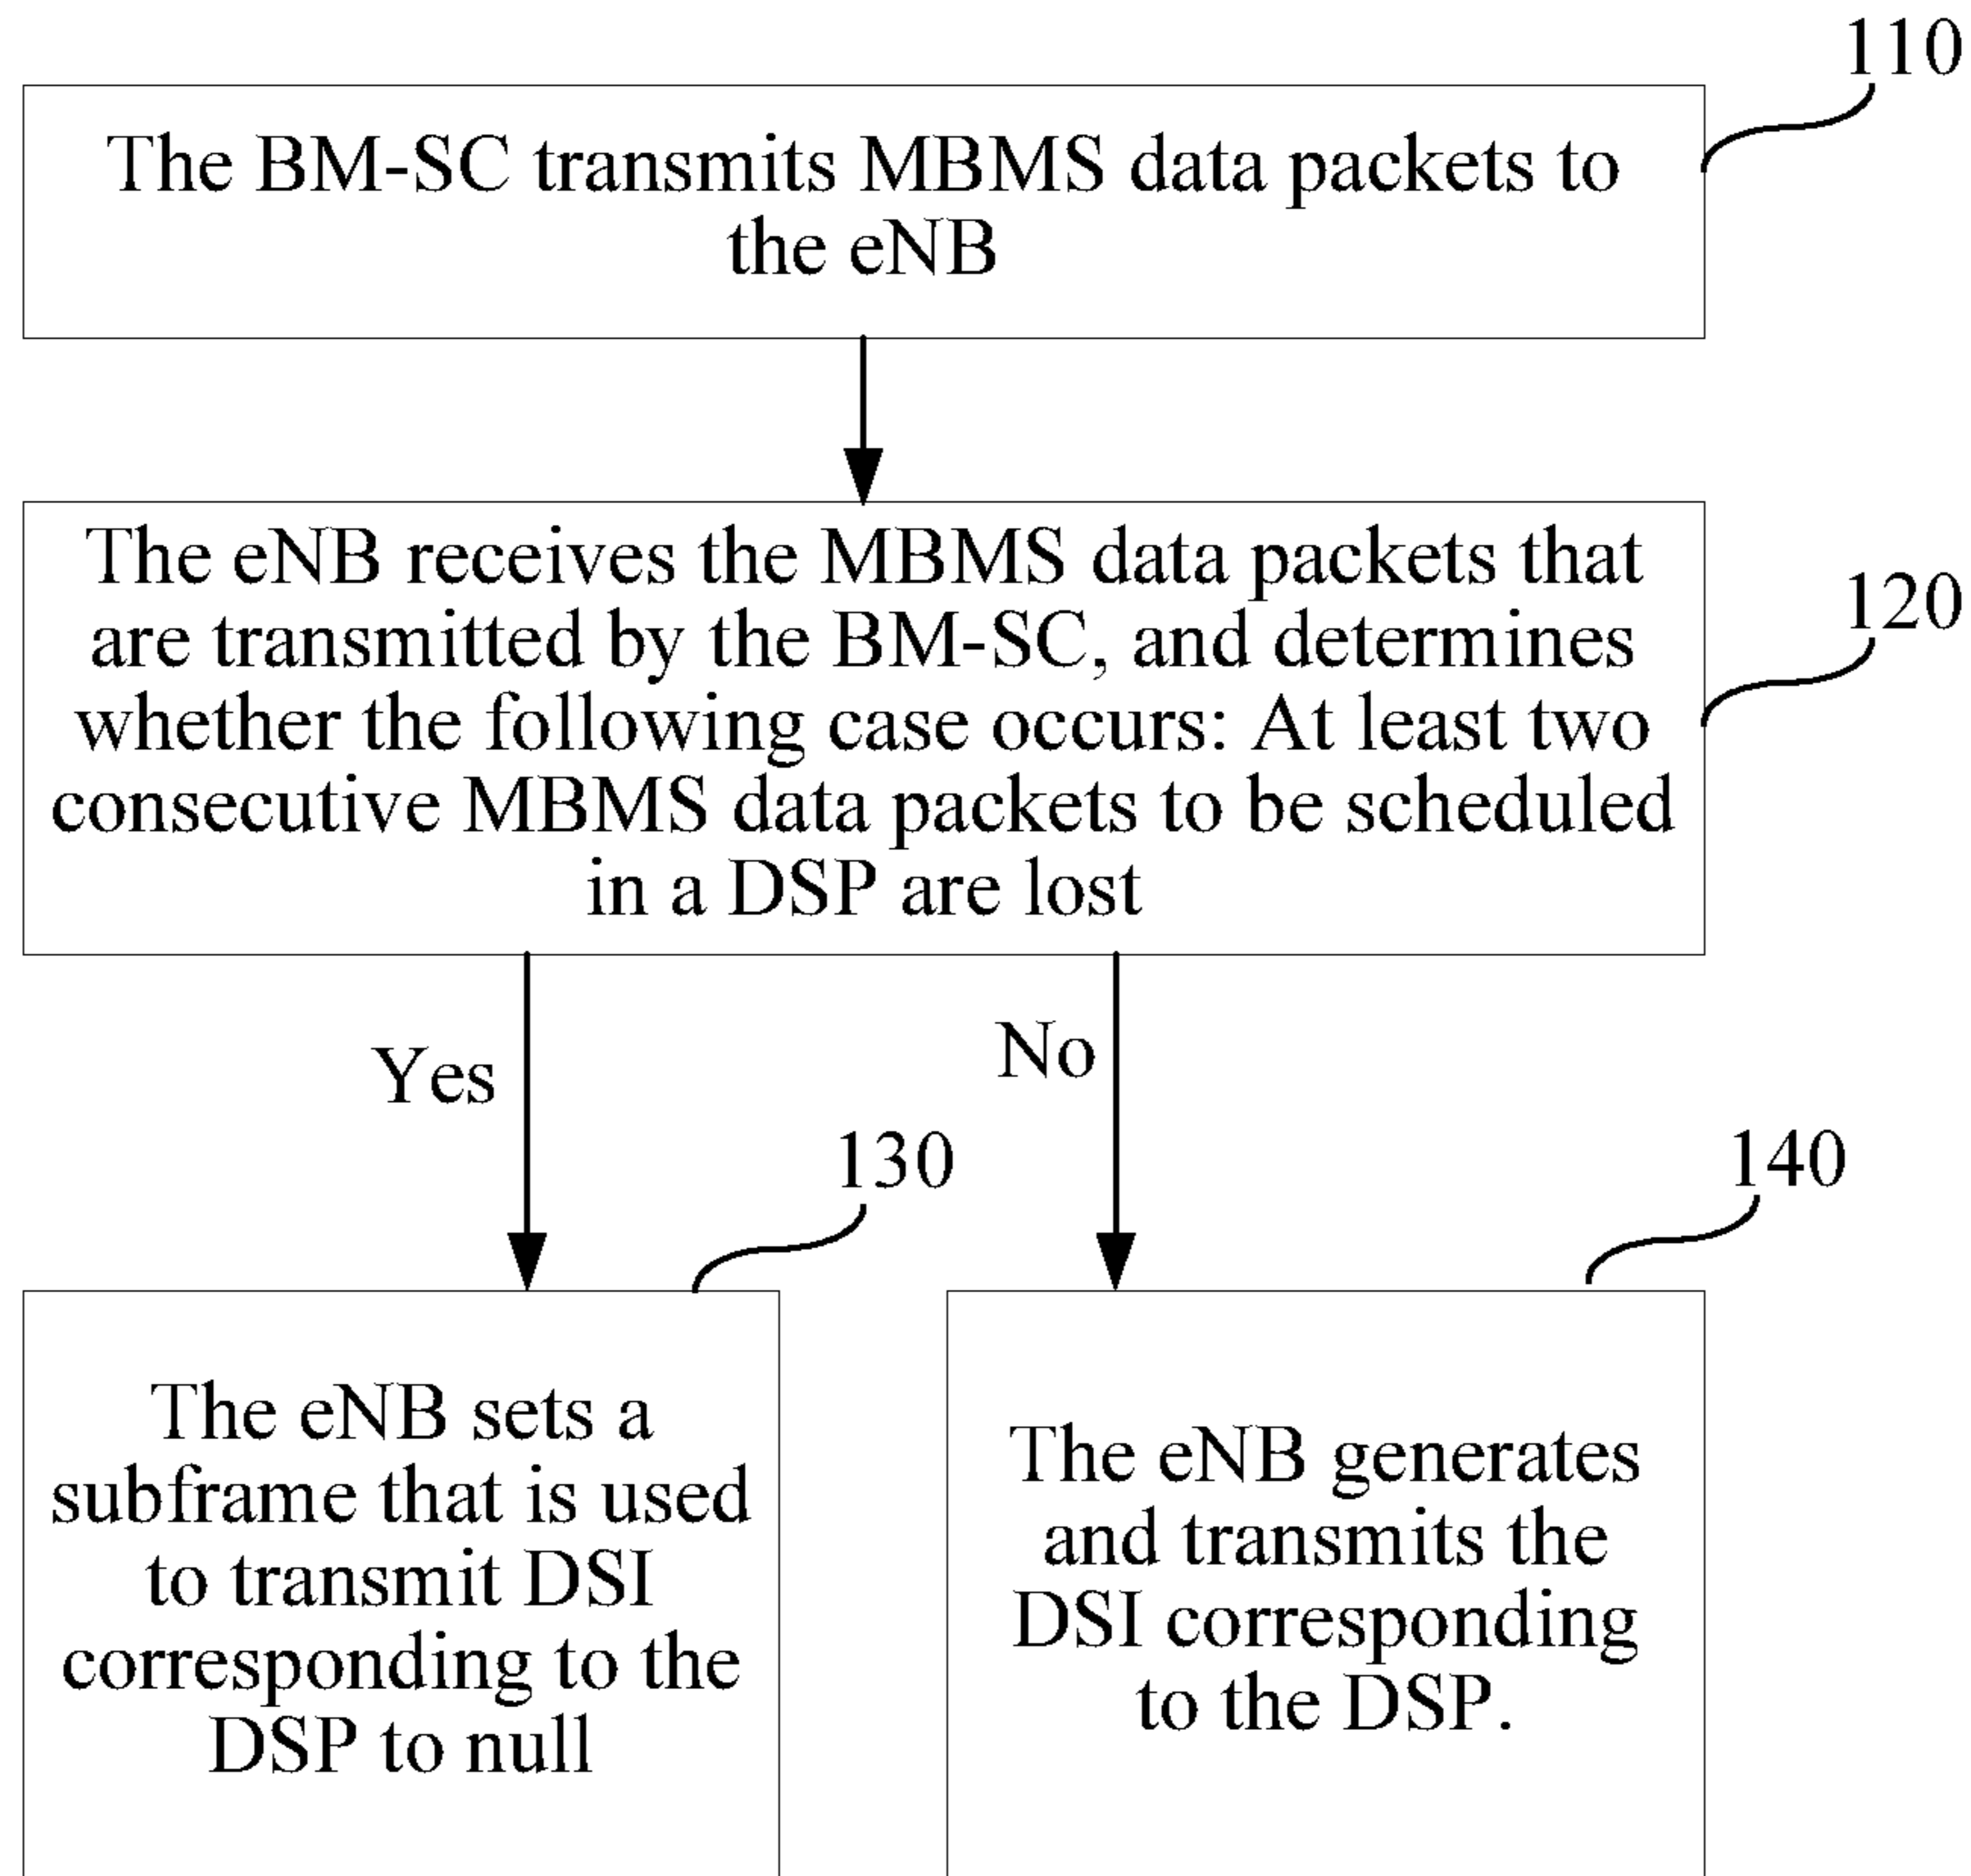 110
The BM-SC transmits MBMS data packets to
the eNB
The eNB receives the MBMS data packets that
are transmitted by the BM-SC, and determines
whether the following case occurs: At least two
consecutive MBMS data packets to be scheduled
in a DSP are lost
120
Yes
No
130
140
The eNB sets a
subframe that is used
to transmit DSI
corresponding to the
DSP to null
The eNB generates
and transmits the
DSI corresponding
to the DSP.